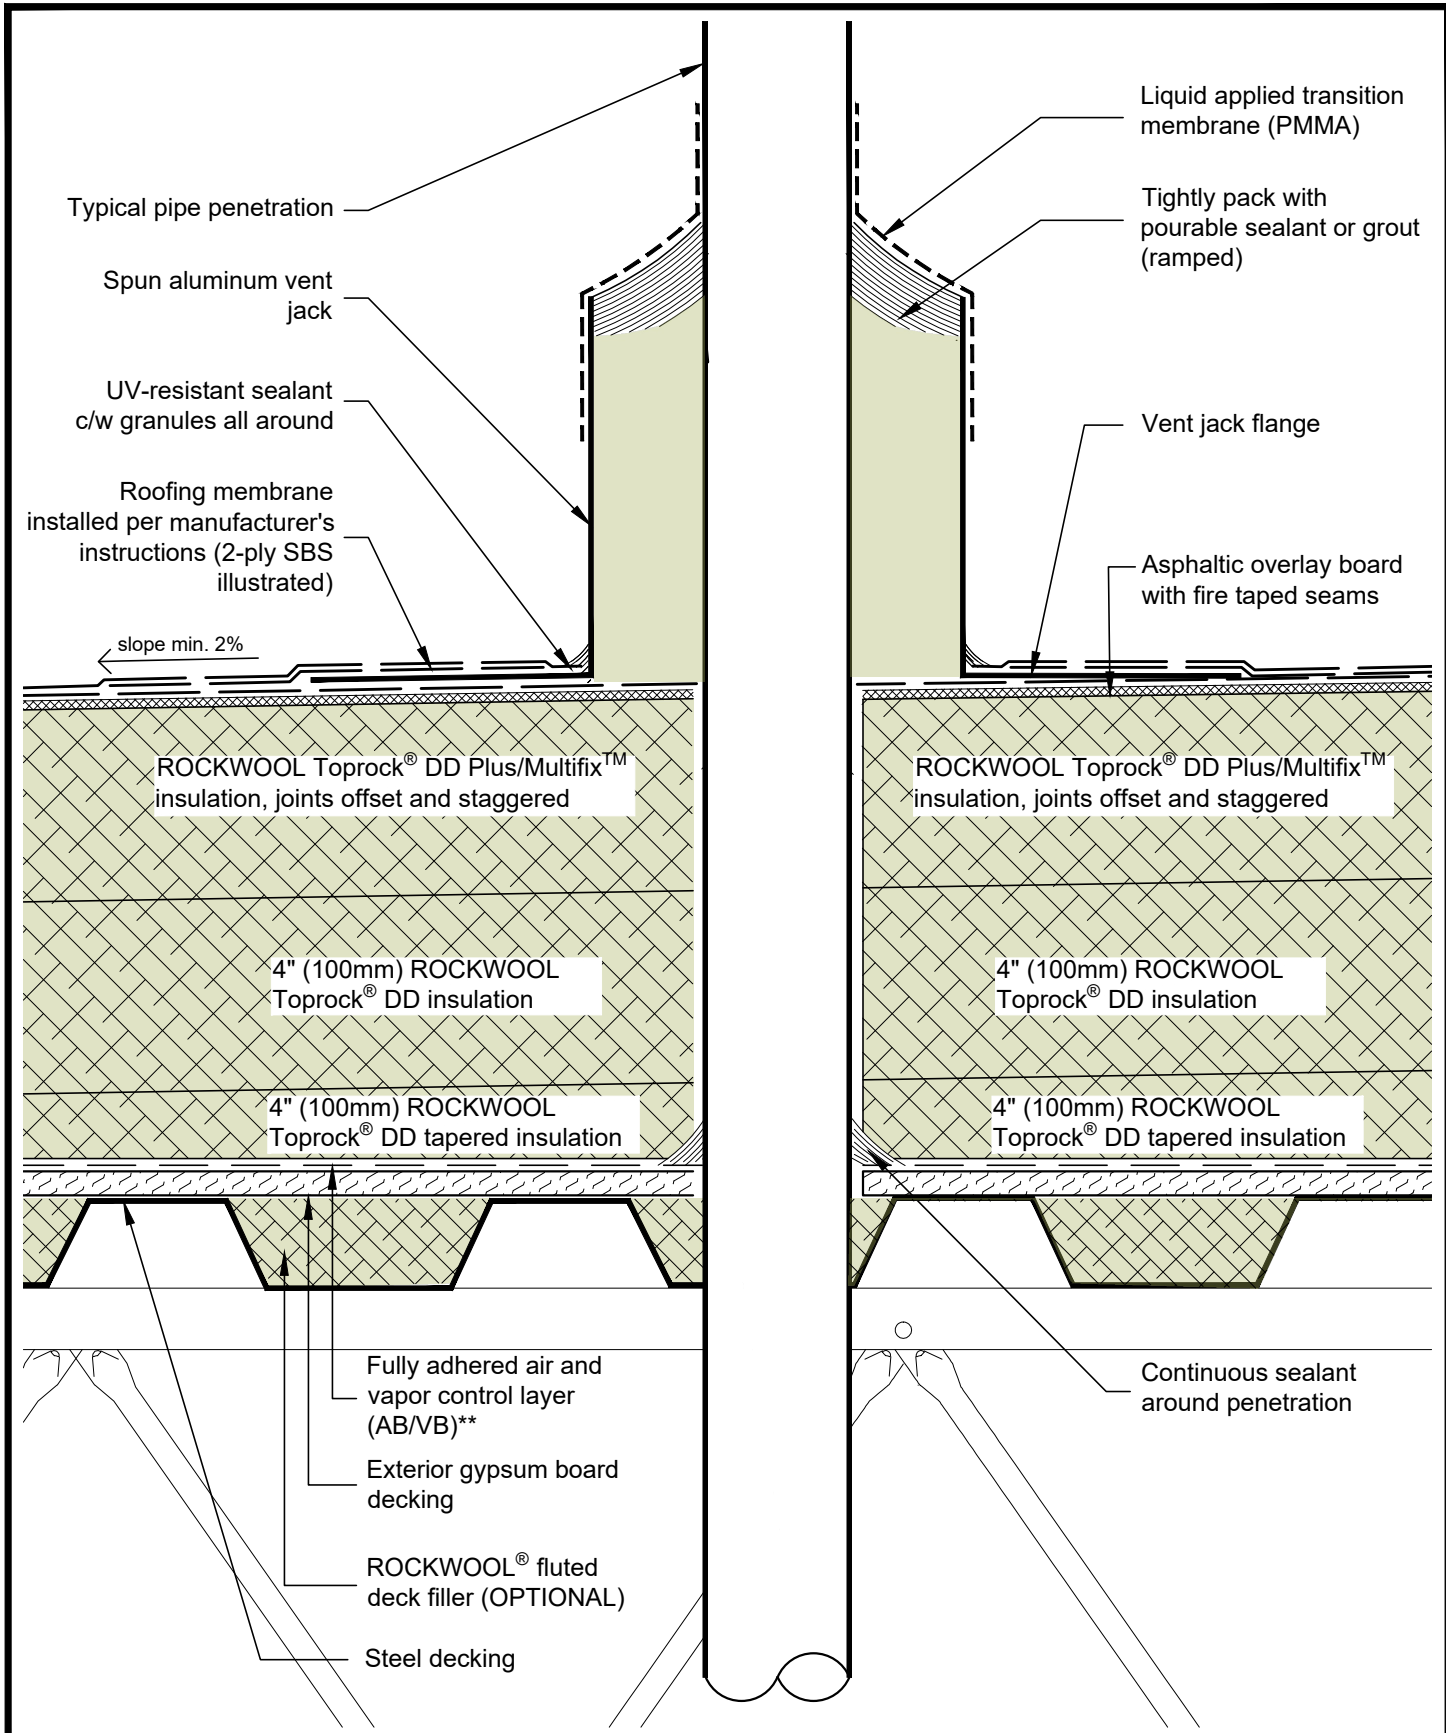 Typical pipe penetration
Spun aluminum vent
jack
UV-resistant sealant
c/w granules all around
Roofing membrane
installed per manufacturer's
instructions (2-ply SBS
illustrated)
slope min. 2%
Liquid applied transition
membrane (PMMA)
Tightly pack with
pourable sealant or grout
(ramped)
Vent jack flange
Asphaltic overlay board
with fire taped seams
ROCKWOOL Toprock® DD Plus/Multifix™
insulation, joints offset and staggered
ROCKWOOL Toprock® DD Plus/Multifix™
insulation, joints offset and staggered
4" (100mm) ROCKWOOL
Toprock® DD insulation
4" (100mm) ROCKWOOL
Toprock® DD insulation
4" (100mm) ROCKWOOL
Toprock® DD tapered insulation
4" (100mm) ROCKWOOL
Toprock® DD tapered insulation
Fully adhered air and
vapor control layer
(AB/VB)**
Exterior gypsum board
decking
ROCKWOOL® fluted
deck filler (OPTIONAL)
Steel decking
Continuous sealant
around penetration